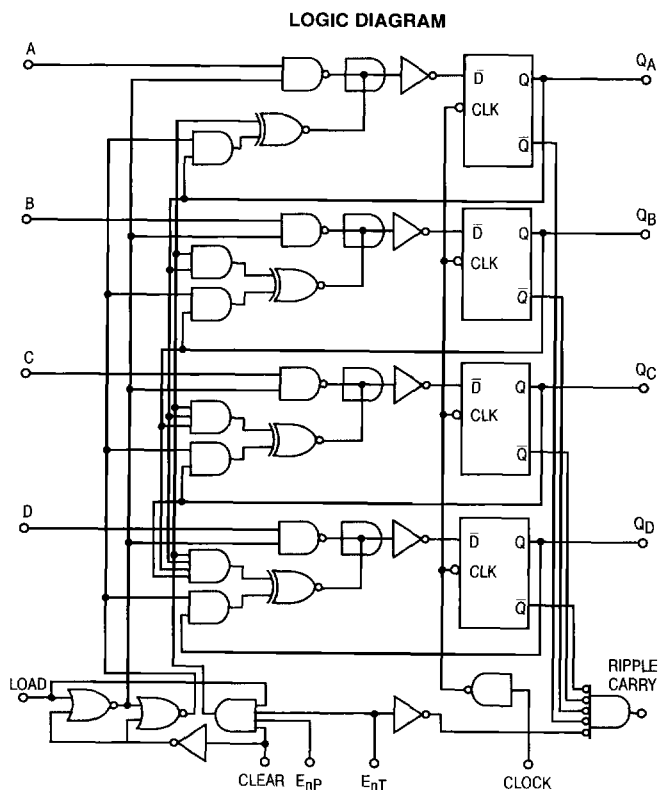 LOGIC DIAGRAM
A
D̅ Q
CLK
Q̅
QA
B
D̅ Q
CLK
Q̅
QB
C
D̅ Q
CLK
Q̅
QC
D
D̅ Q
CLK
Q̅
QD
LOAD
RIPPLE
CARRY
CLEAR EnP EnT CLOCK